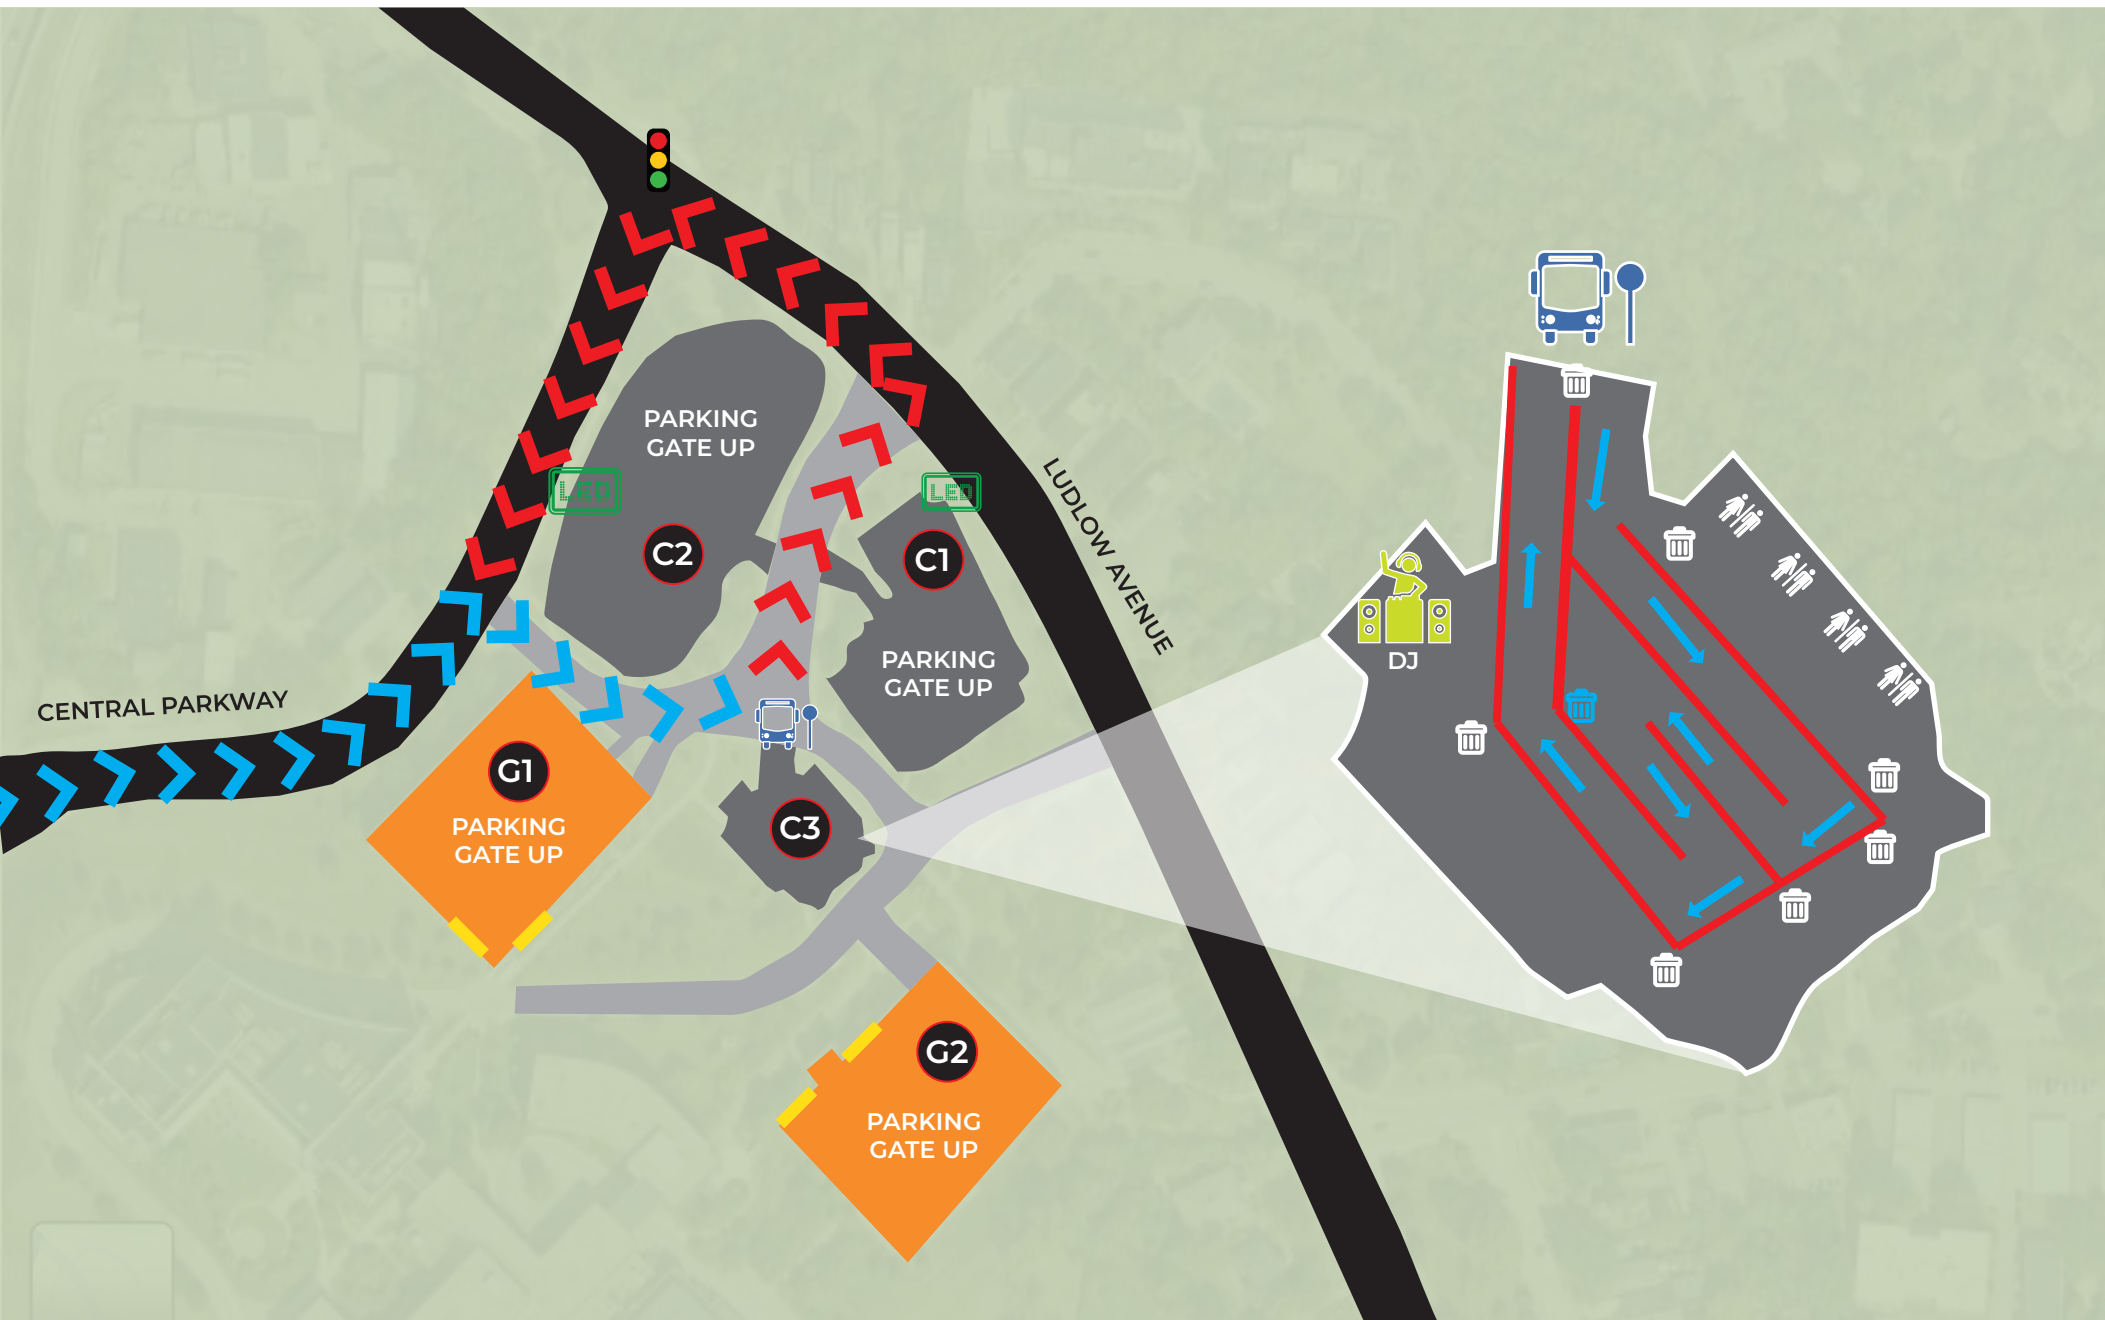 PARKING
GATE UP
LED
C2
LED
C1
LUDLOW AVENUE
PARKING
GATE UP
CENTRAL PARKWAY
G1
PARKING
GATE UP
C3
G2
PARKING
GATE UP
DJ